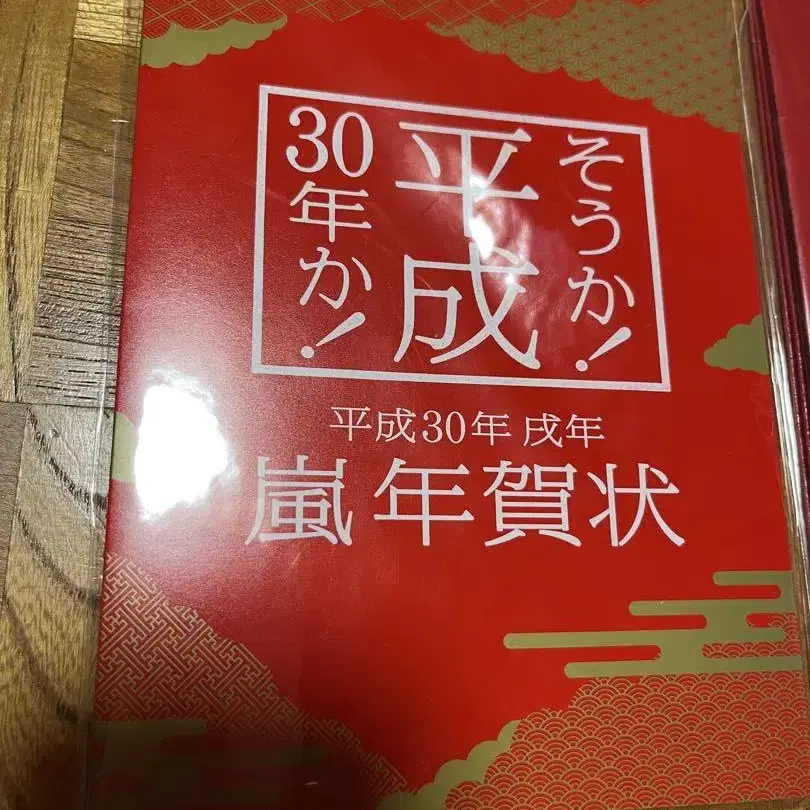 そうか！
平成
30年か！
平成30年 戌年
嵐 年賀状